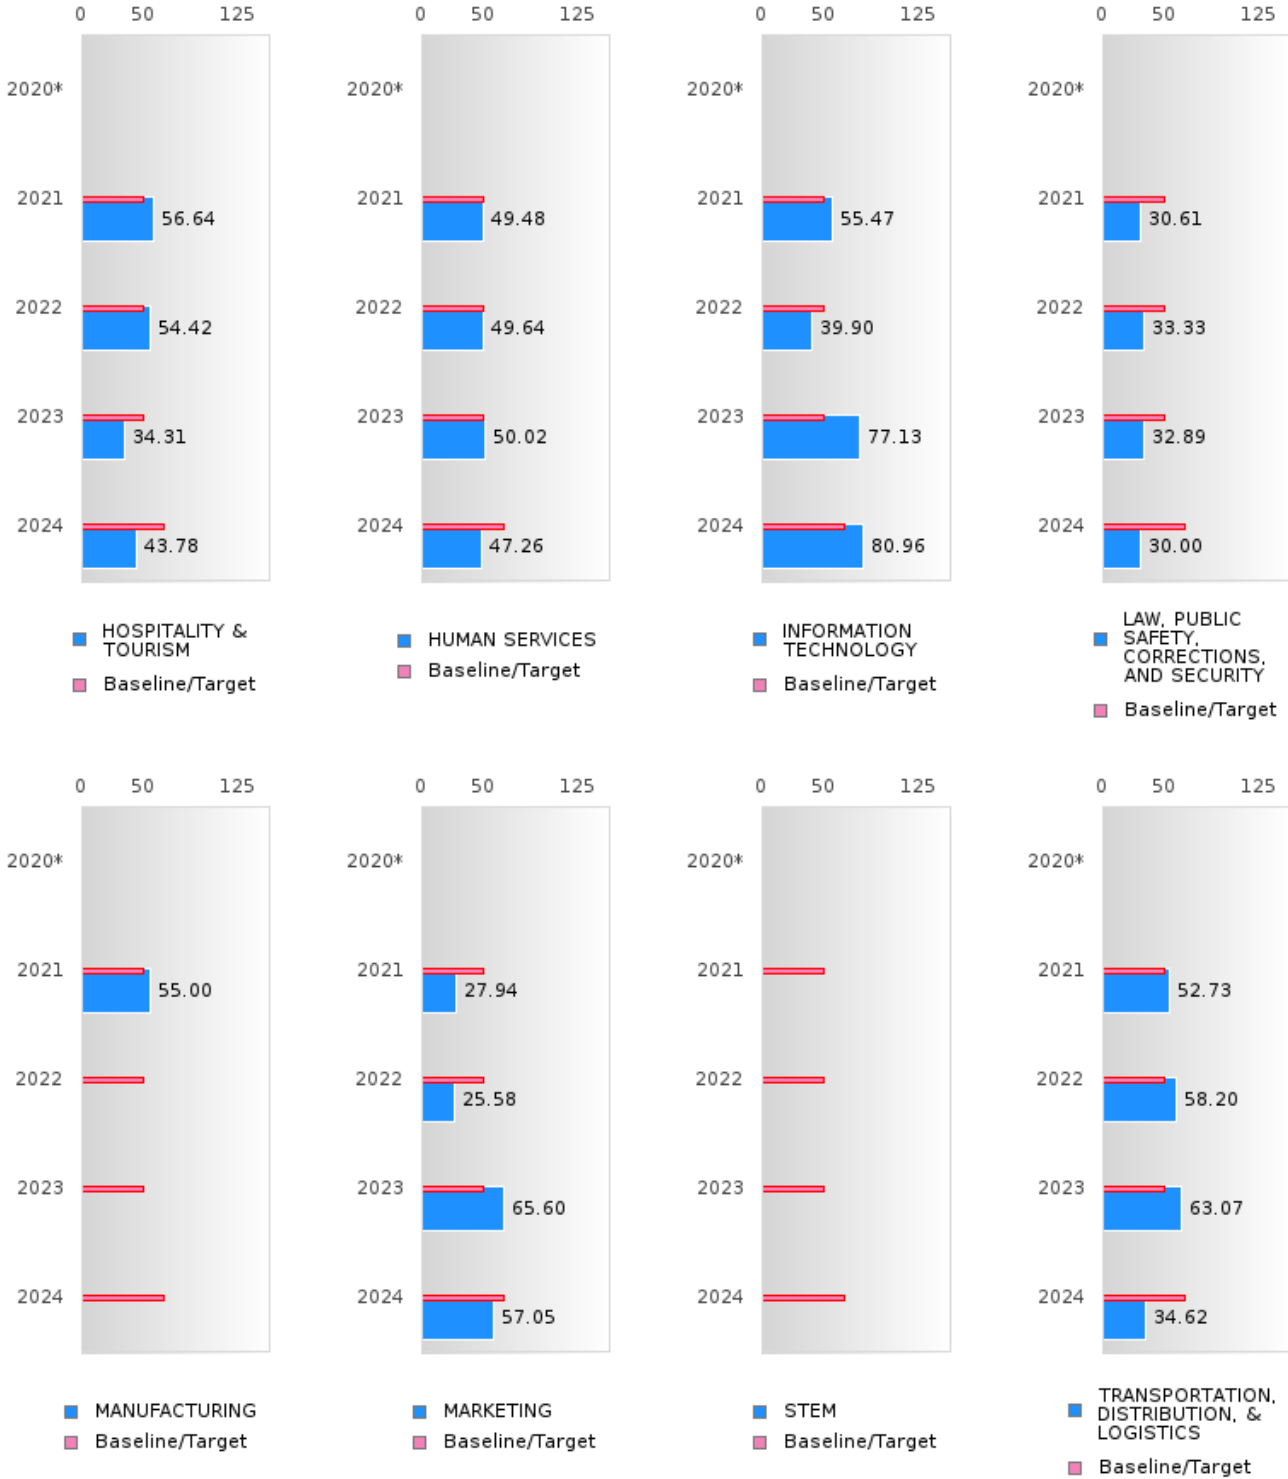 0 50 125
0 50 125
0 50 125
0 50 125
2020* 2020* 2020* 2020*
2021 2021 2021 2021
56.64 49.48 55.47 30.61
2022 2022 2022 2022
54.42 49.64 39.90 33.33
2023 2023 2023 2023
34.31 50.02 77.13 32.89
2024 2024 2024 2024
43.78 47.26 80.96 30.00
HOSPITALITY &
TOURISM
Baseline/Target
HUMAN SERVICES
Baseline/Target
INFORMATION
TECHNOLOGY
Baseline/Target
LAW, PUBLIC
SAFETY,
CORRECTIONS,
AND SECURITY
Baseline/Target
0 50 125
0 50 125
0 50 125
0 50 125
2020* 2020* 2020* 2020*
2021 2021 2021 2021
55.00 27.94 52.73
2022 2022 2022 2022
25.58 58.20
2023 2023 2023 2023
65.60 63.07
2024 2024 2024 2024
57.05 34.62
MANUFACTURING
Baseline/Target
MARKETING
Baseline/Target
STEM
Baseline/Target
TRANSPORTATION,
DISTRIBUTION, &
LOGISTICS
Baseline/Target